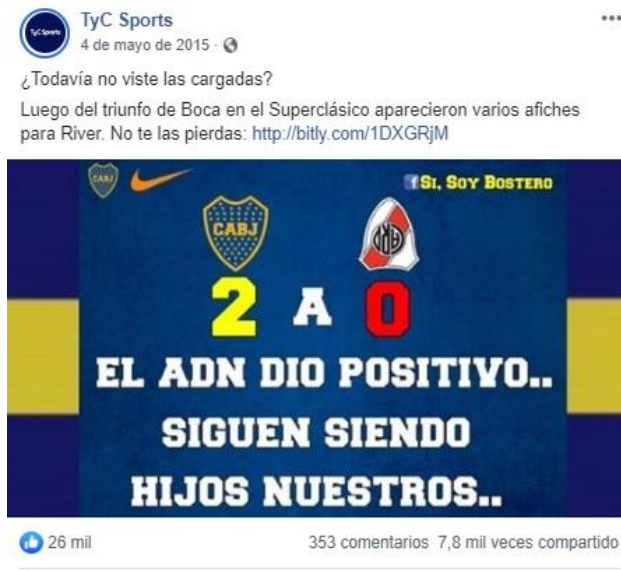 TyC Sports
TyC Sports
4 de mayo de 2015
¿Todavía no viste las cargadas?
Luego del triunfo de Boca en el Superclásico aparecieron varios afiches
para River. No te las pierdas: http://bitly.com/1DXGRjM
CABJ
f SI, SOY BOSTERO
CABJ
CARP
2 A 0
EL ADN DIO POSITIVO..
SIGUEN SIENDO
HIJOS NUESTROS..
26 mil
353 comentarios 7,8 mil veces compartido